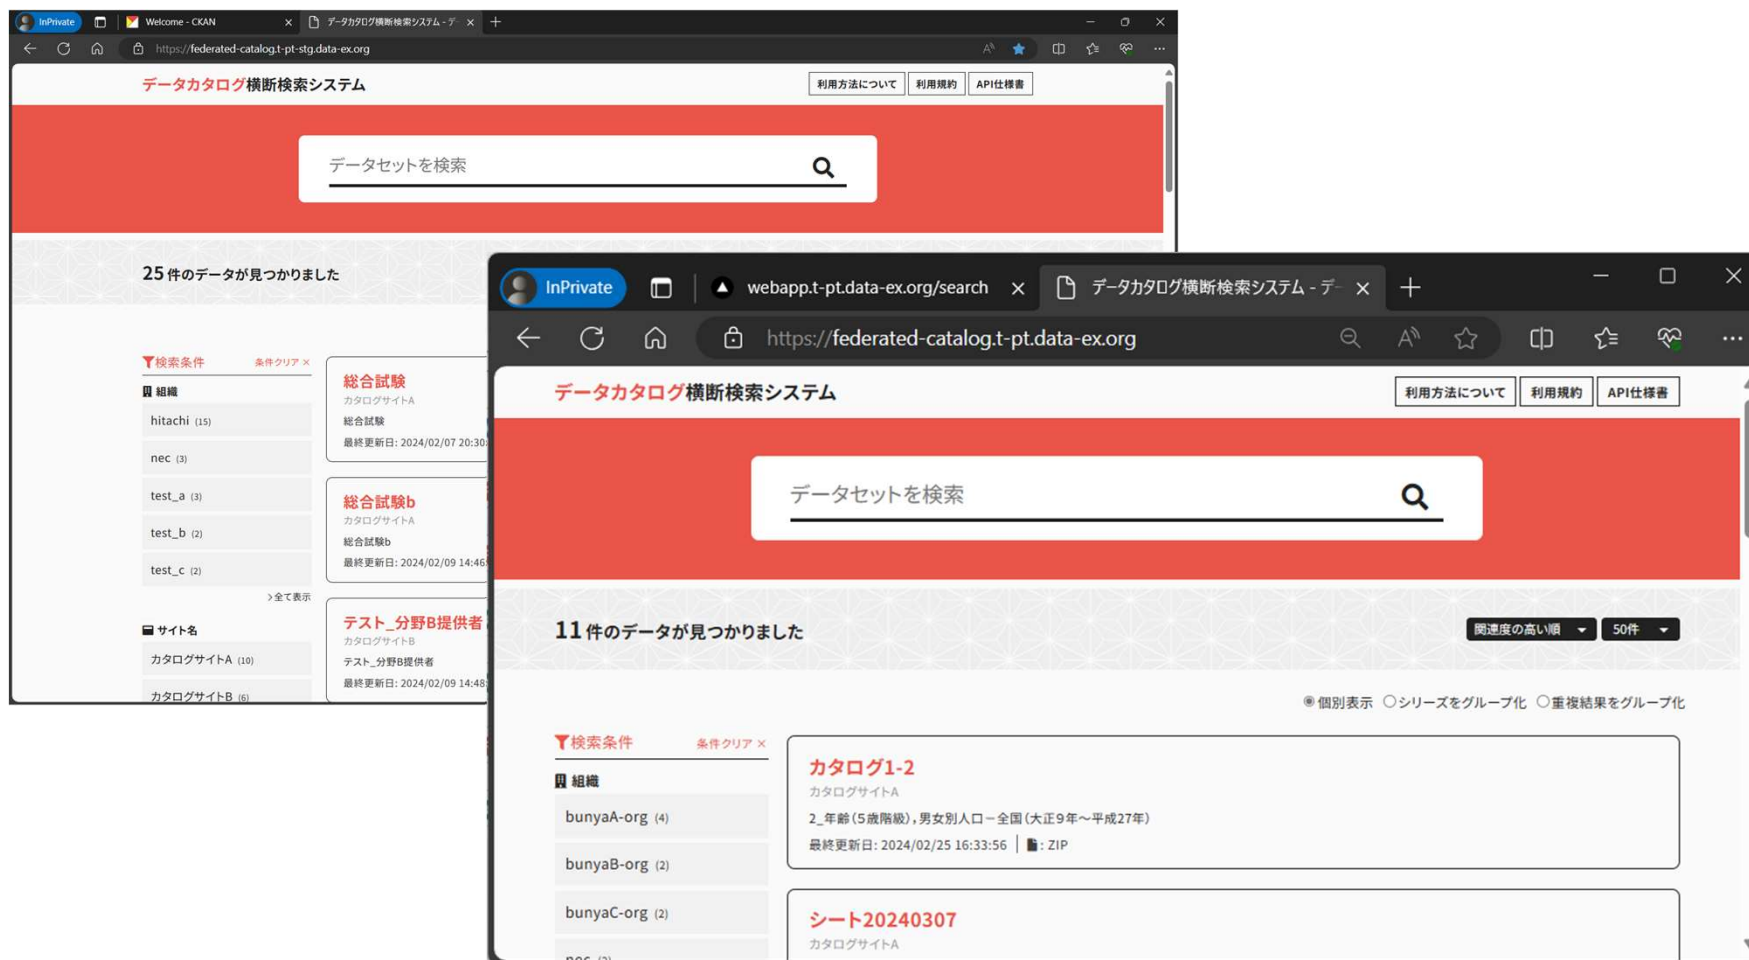 InPrivate
Welcome - CKAN
データカタログ横断検索システム - デ
https://federated-catalog.t-pt-stg.data-ex.org
データカタログ横断検索システム
利用方法について
利用規約
API仕様書
データセットを検索
25件のデータが見つかりました
検索条件
条件クリア ×
組織
hitachi (15)
nec (3)
test_a (3)
test_b (2)
test_c (2)
>全て表示
サイト名
カタログサイトA (10)
カタログサイトB (6)
総合試験
カタログサイトA
総合試験
最終更新日: 2024/02/07 20:30:
総合試験b
カタログサイトA
総合試験b
最終更新日: 2024/02/09 14:46:
テスト_分野B提供者
カタログサイトB
テスト_分野B提供者
最終更新日: 2024/02/09 14:48:
InPrivate
webapp.t-pt.data-ex.org/search
データカタログ横断検索システム - デ
https://federated-catalog.t-pt.data-ex.org
データカタログ横断検索システム
利用方法について
利用規約
API仕様書
データセットを検索
11件のデータが見つかりました
関連度の高い順
50件
個別表示 シリーズをグループ化 重複結果をグループ化
検索条件
条件クリア ×
組織
bunyaA-org (4)
bunyaB-org (2)
bunyaC-org (2)
nec (2)
カタログ1-2
カタログサイトA
2_年齢(5歳階級),男女別人口－全国(大正9年～平成27年)
最終更新日: 2024/02/25 16:33:56 | : ZIP
シート20240307
カタログサイトA